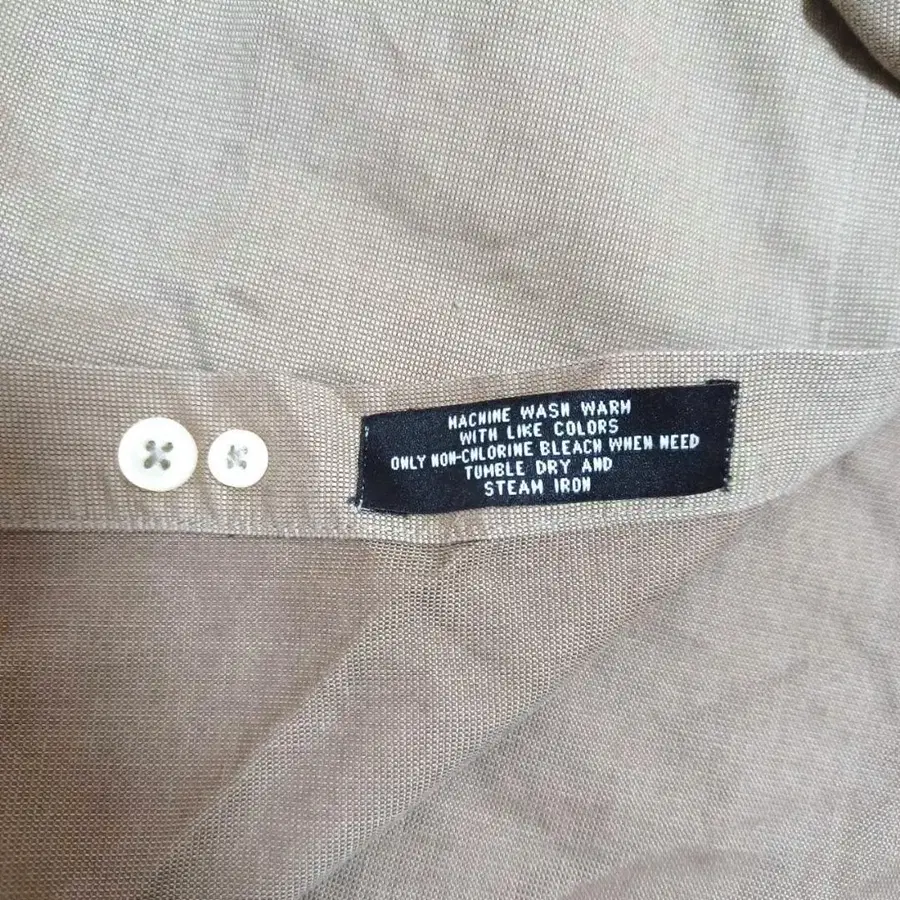 MACHINE WASH WARM
WITH LIKE COLORS
ONLY NON-CHLORINE BLEACH WHEN NEED
TUMBLE DRY AND
STEAM IRON